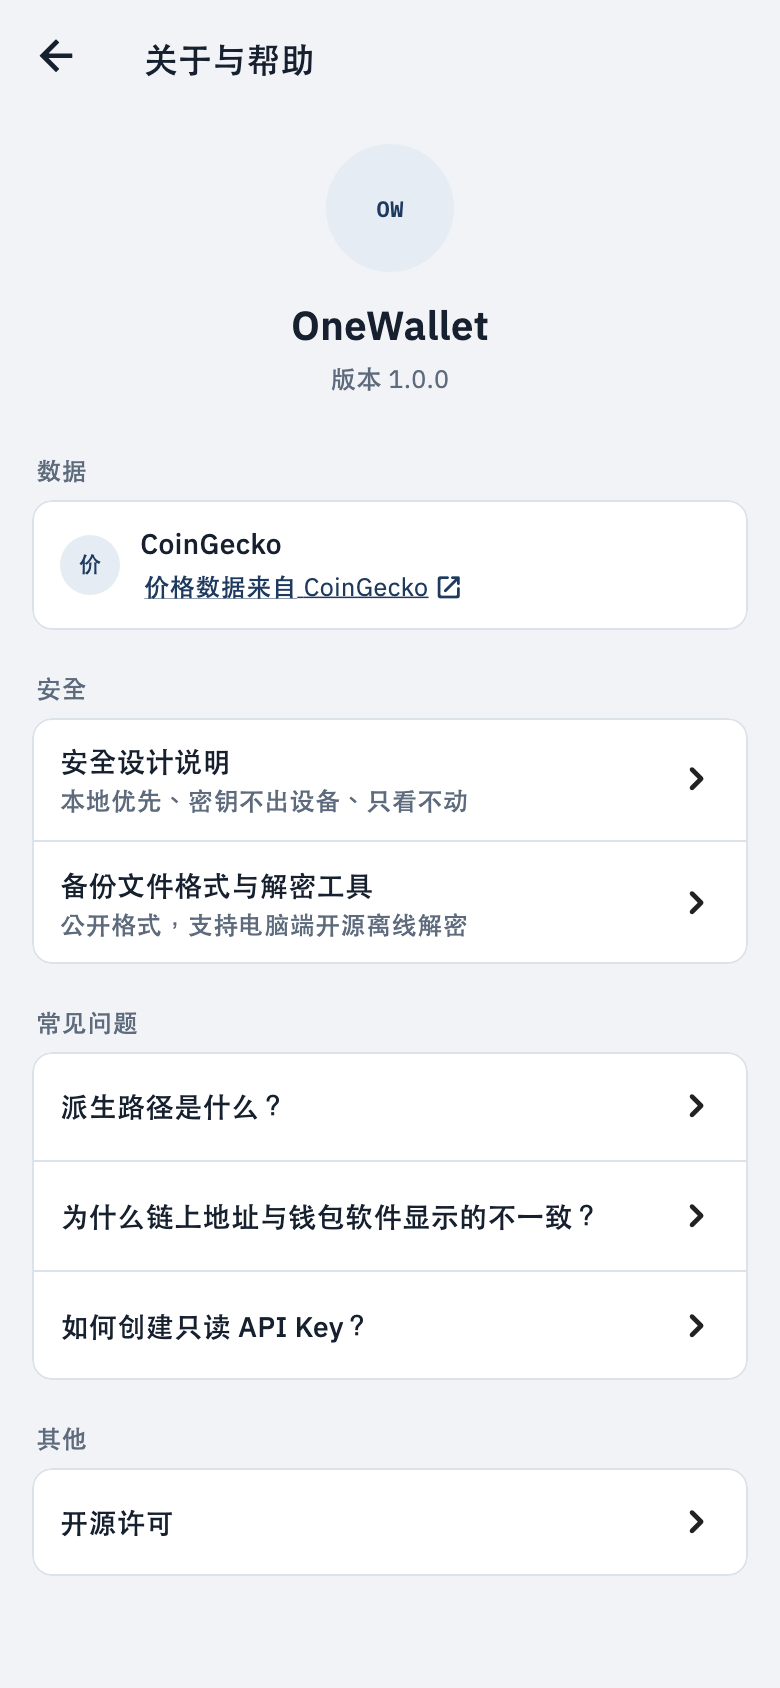 关于与帮助
OW
OneWallet
版本 1.0.0
数据
价
CoinGecko
价格数据来自 CoinGecko
安全
安全设计说明
本地优先、密钥不出设备、只看不动
备份文件格式与解密工具
公开格式，支持电脑端开源离线解密
常见问题
派生路径是什么？
为什么链上地址与钱包软件显示的不一致？
如何创建只读 API Key？
其他
开源许可